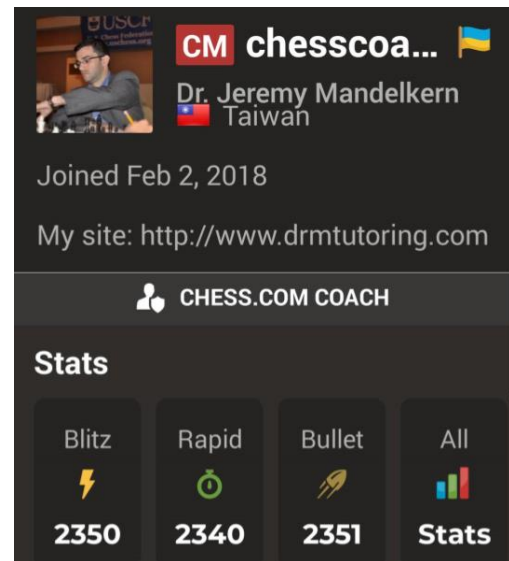 USCF
CM chesscoa...
Dr. Jeremy Mandelkern
Taiwan
Joined Feb 2, 2018
My site: http://www.drmtutoring.com
CHESS.COM COACH
Stats
Blitz
Rapid
Bullet
All
2350
2340
2351
Stats